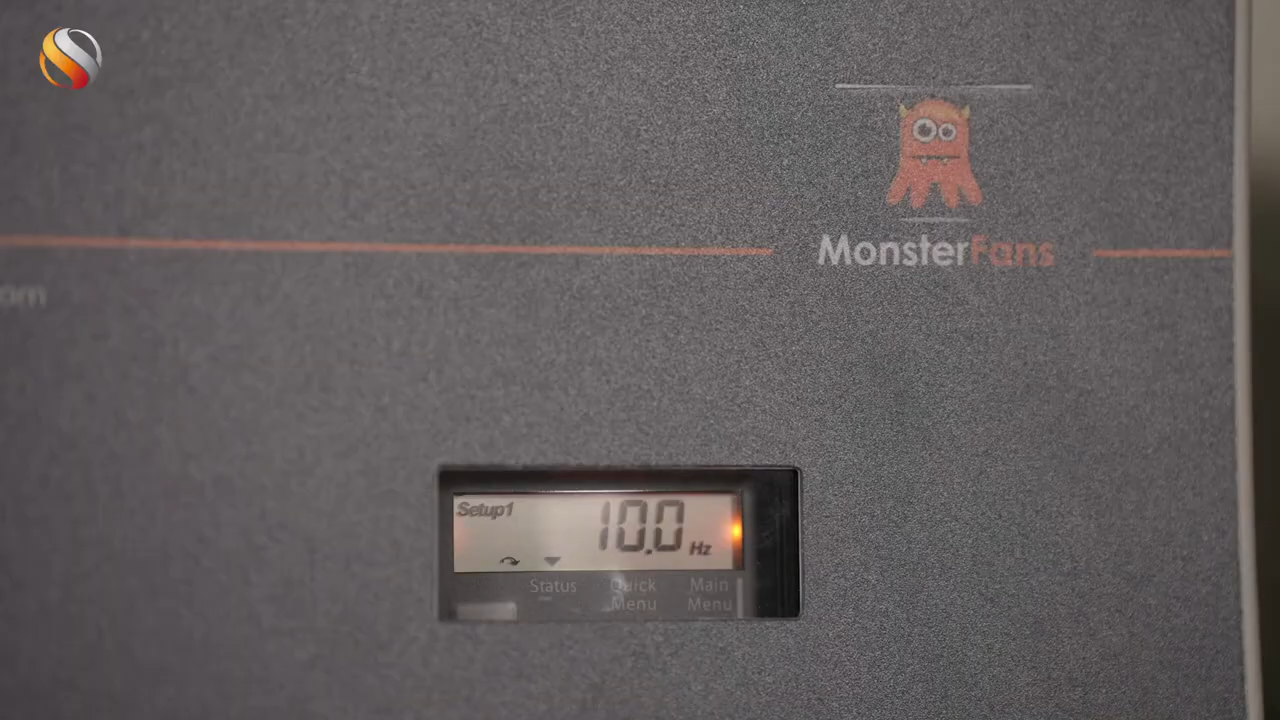 MonsterFans
Setup1
10.0 Hz
Status
Quick Menu
Main Menu